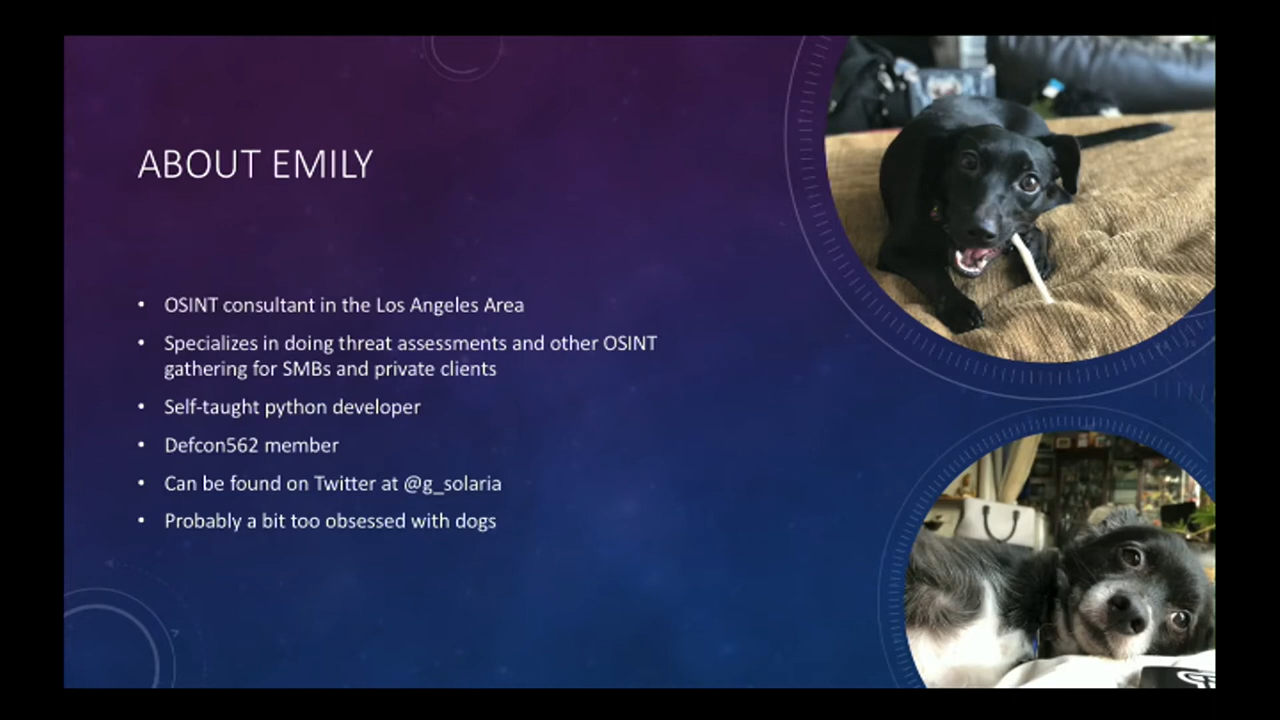 ABOUT EMILY
• OSINT consultant in the Los Angeles Area
• Specializes in doing threat assessments and other OSINT
gathering for SMBs and private clients
• Self-taught python developer
• Defcon562 member
• Can be found on Twitter at @g_solaria
• Probably a bit too obsessed with dogs